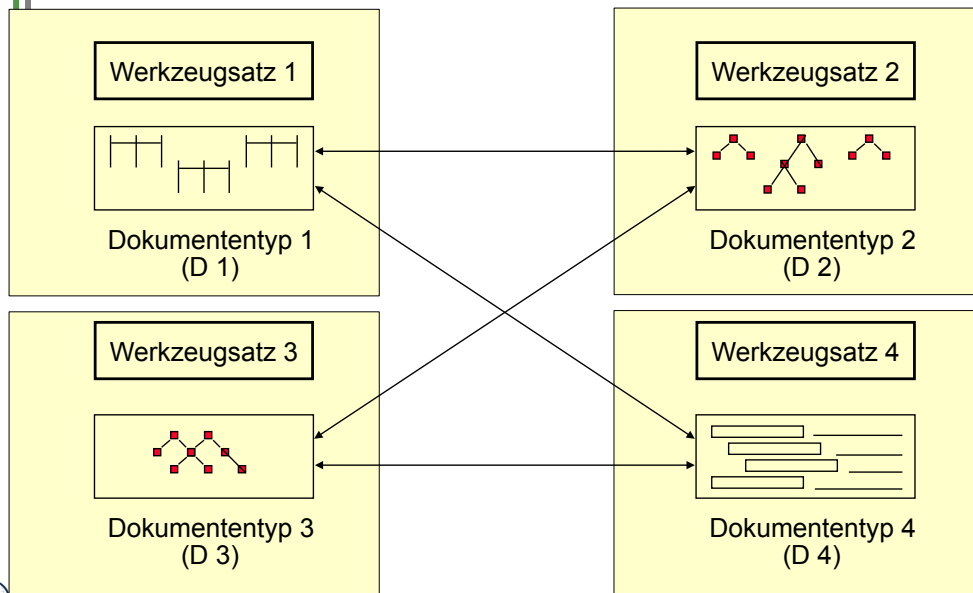 Werkzeugsatz 1
Dokumententyp 1
(D 1)
Werkzeugsatz 2
Dokumententyp 2
(D 2)
Werkzeugsatz 3
Dokumententyp 3
(D 3)
Werkzeugsatz 4
Dokumententyp 4
(D 4)